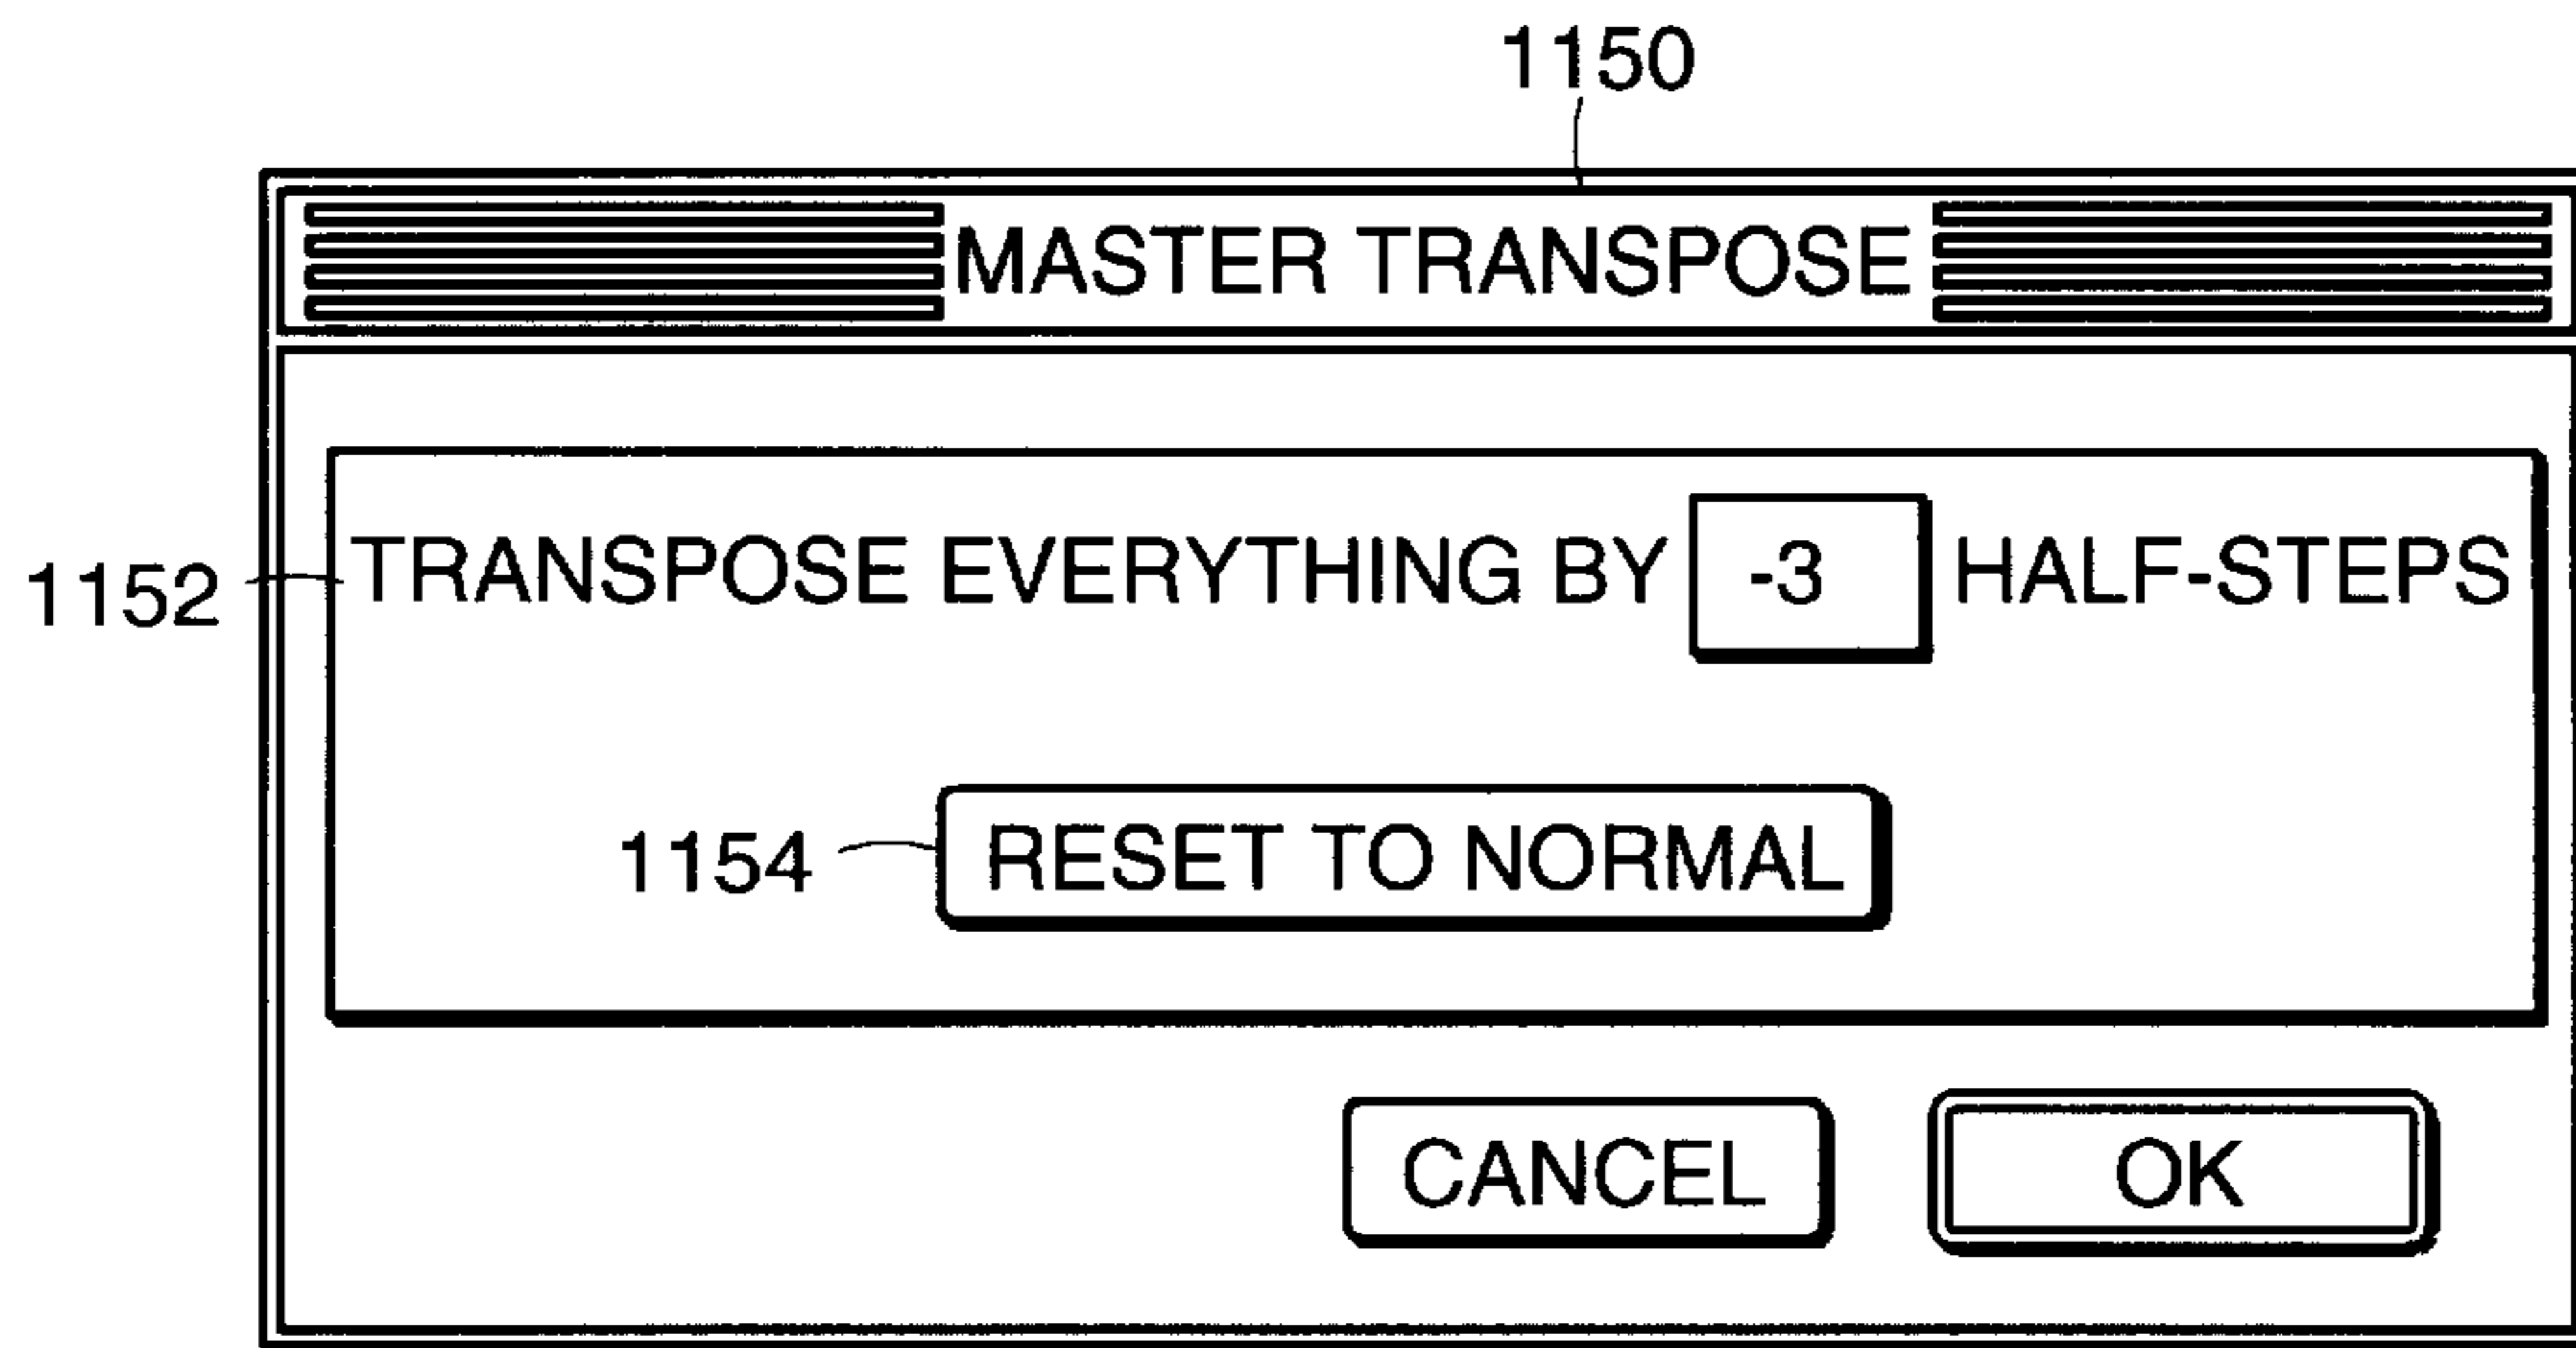 1150
MASTER TRANSPOSE
1152 TRANSPOSE EVERYTHING BY -3 HALF-STEPS
1154 RESET TO NORMAL
CANCEL OK